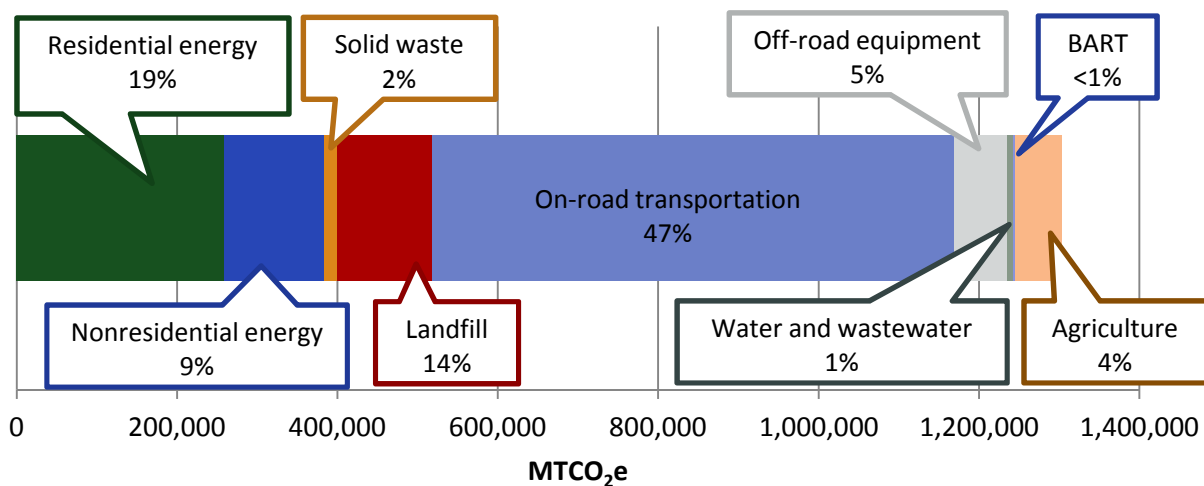 Residential energy
19%
Solid waste
2%
Off-road equipment
5%
BART
<1%
On-road transportation
47%
Nonresidential energy
9%
Landfill
14%
Water and wastewater
1%
Agriculture
4%
0 200,000 400,000 600,000 800,000 1,000,000 1,200,000 1,400,000
MTCO₂e